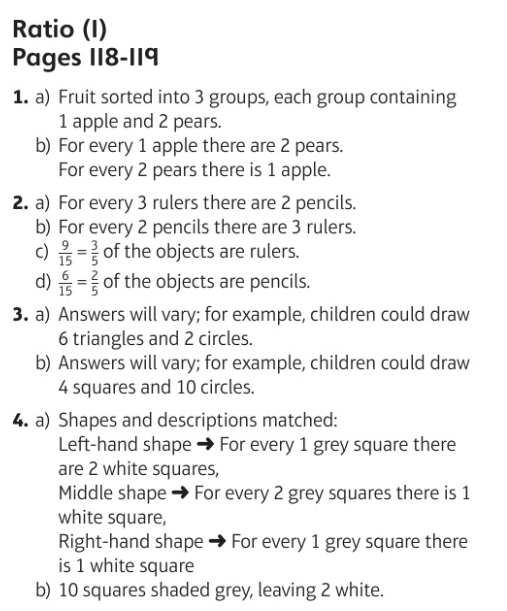 Ratio (I)
Pages 118-119
1. a) Fruit sorted into 3 groups, each group containing
1 apple and 2 pears.
b) For every 1 apple there are 2 pears.
For every 2 pears there is 1 apple.
2. a) For every 3 rulers there are 2 pencils.
b) For every 2 pencils there are 3 rulers.
c) 9/15 = 3/5 of the objects are rulers.
d) 6/15 = 2/5 of the objects are pencils.
3. a) Answers will vary; for example, children could draw
6 triangles and 2 circles.
b) Answers will vary; for example, children could draw
4 squares and 10 circles.
4. a) Shapes and descriptions matched:
Left-hand shape ➔ For every 1 grey square there
are 2 white squares,
Middle shape ➔ For every 2 grey squares there is 1
white square,
Right-hand shape ➔ For every 1 grey square there
is 1 white square
b) 10 squares shaded grey, leaving 2 white.